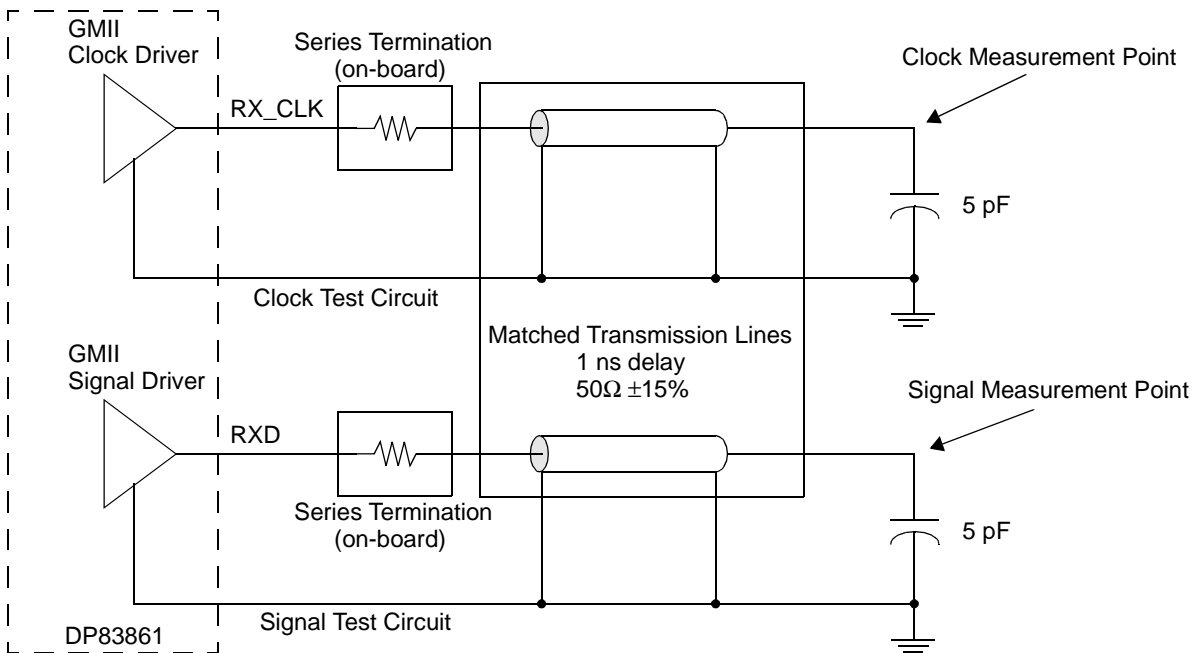 GMII
Clock Driver
Series Termination
(on-board)
Clock Measurement Point
RX_CLK
5 pF
Clock Test Circuit
Matched Transmission Lines
1 ns delay
50Ω ±15%
GMII
Signal Driver
Signal Measurement Point
RXD
Series Termination
(on-board)
5 pF
Signal Test Circuit
DP83861